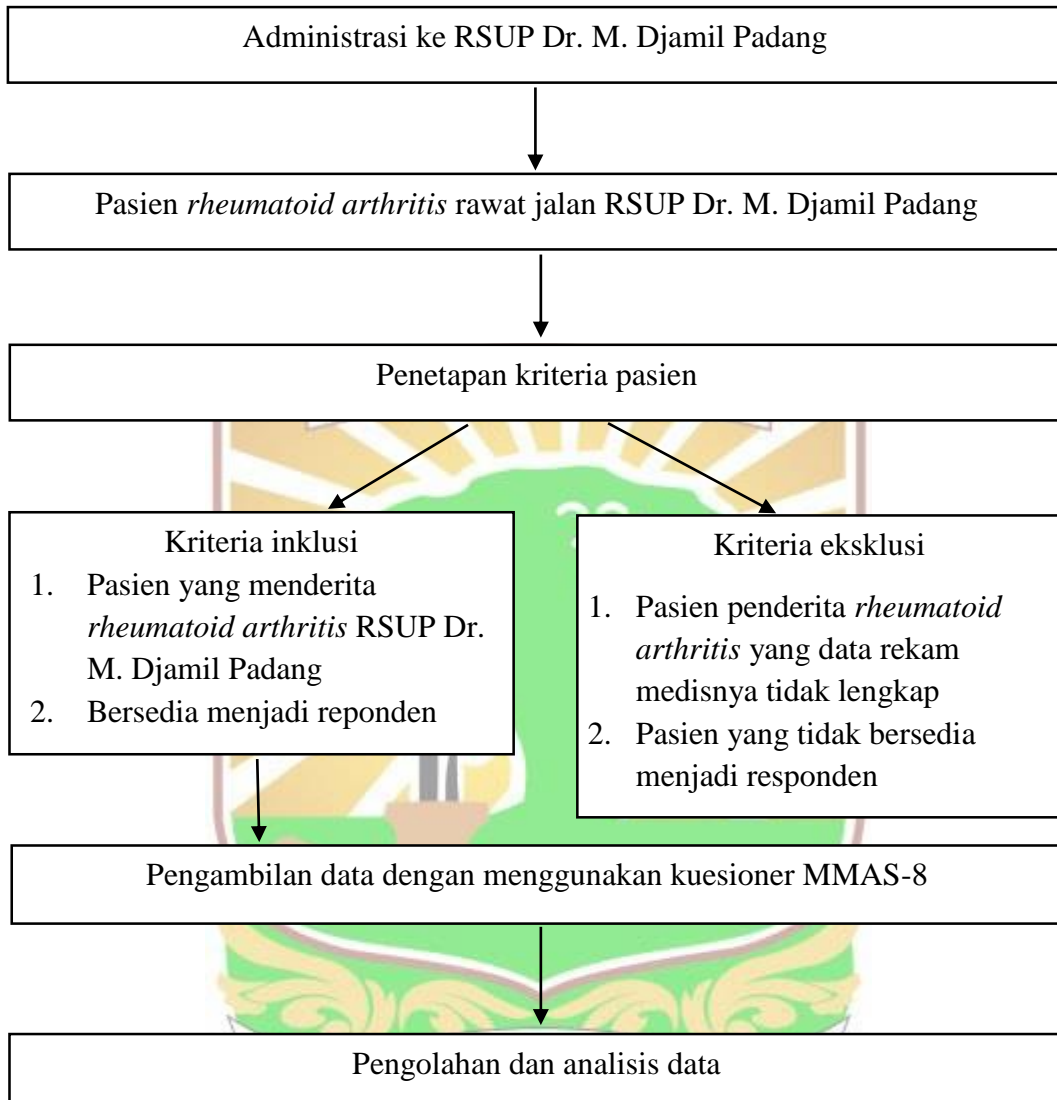 Administrasi ke RSUP Dr. M. Djamil Padang
Pasien rheumatoid arthritis rawat jalan RSUP Dr. M. Djamil Padang
Penetapan kriteria pasien
Kriteria inklusi
1. Pasien yang menderita
rheumatoid arthritis RSUP Dr.
M. Djamil Padang
2. Bersedia menjadi reponden
Kriteria eksklusi
1. Pasien penderita rheumatoid
arthritis yang data rekam
medisnya tidak lengkap
2. Pasien yang tidak bersedia
menjadi responden
Pengambilan data dengan menggunakan kuesioner MMAS-8
Pengolahan dan analisis data